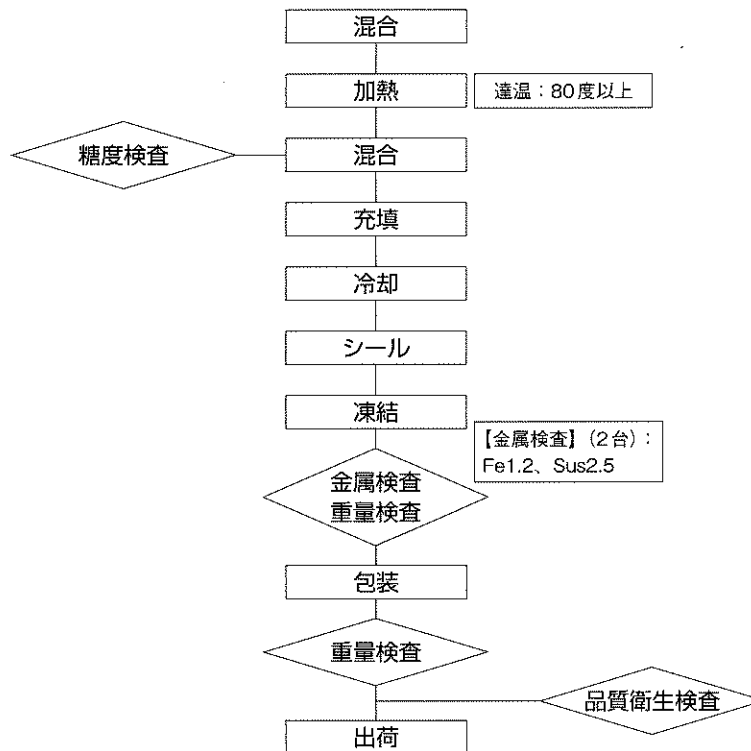 混合
加熱
達温：80度以上
糖度検査
混合
充填
冷却
シール
凍結
【金属検査】（2台）：
Fe1.2、Sus2.5
金属検査
重量検査
包装
重量検査
品質衛生検査
出荷